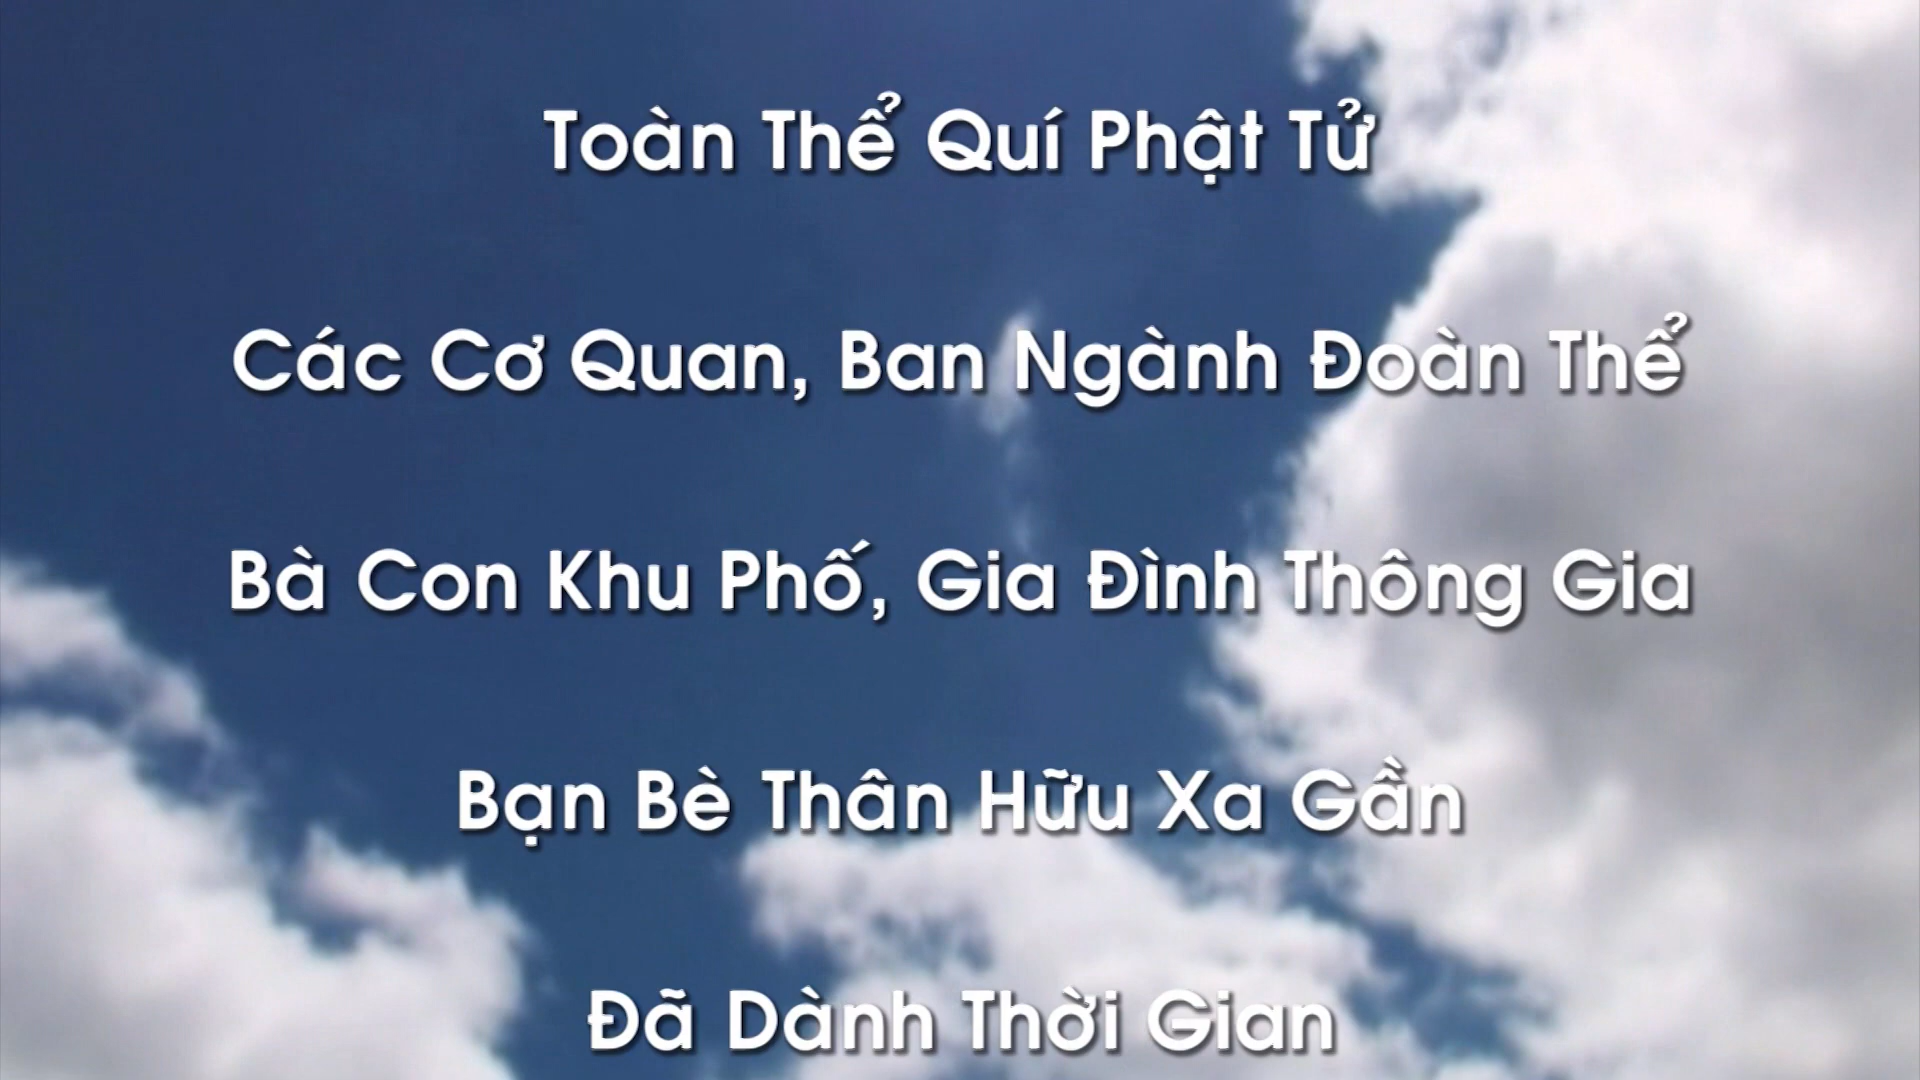 Toàn Thể Quí Phật Tử
Các Cơ Quan, Ban Ngành Đoàn Thể
Bà Con Khu Phố, Gia Đình Thông Gia
Bạn Bè Thân Hữu Xa Gần
Đã Dành Thời Gian